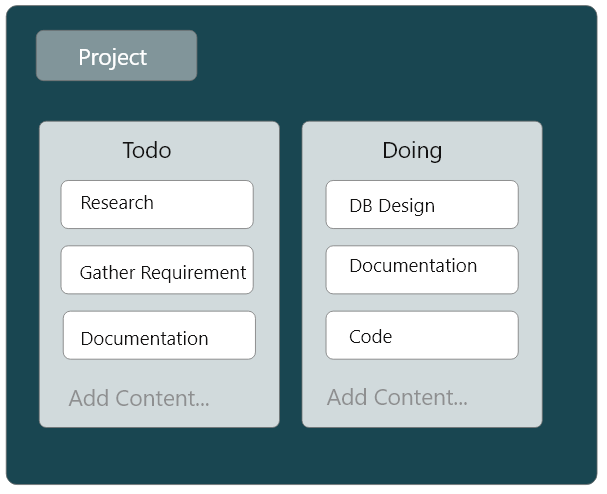 Project
Todo
Research
Gather Requirement
Documentation
Add Content...
Doing
DB Design
Documentation
Code
Add Content...